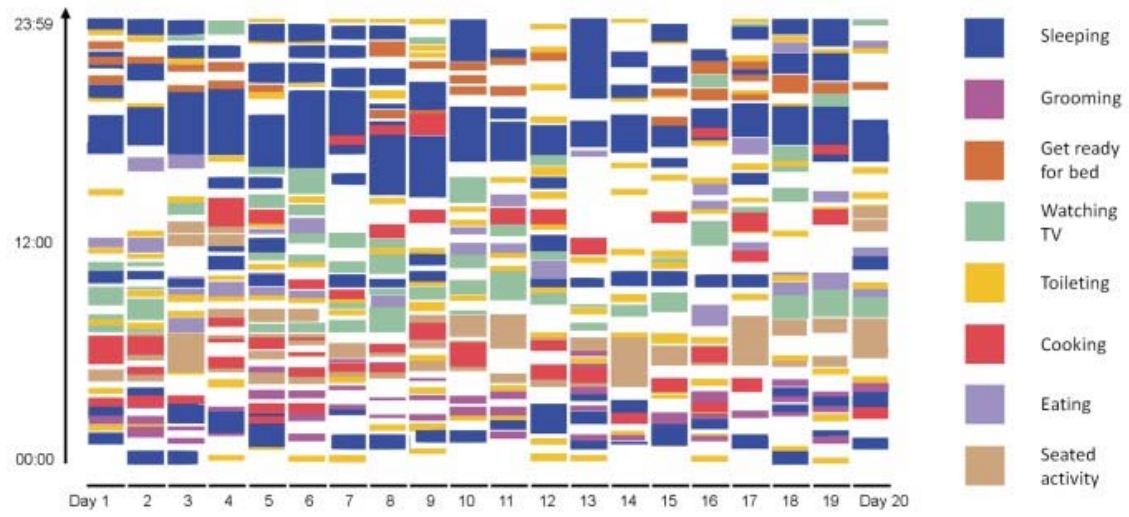 23:59
12:00
00:00
Day 1 2 3 4 5 6 7 8 9 10 11 12 13 14 15 16 17 18 19 Day 20
Sleeping
Grooming
Get ready
for bed
Watching
TV
Toileting
Cooking
Eating
Seated
activity